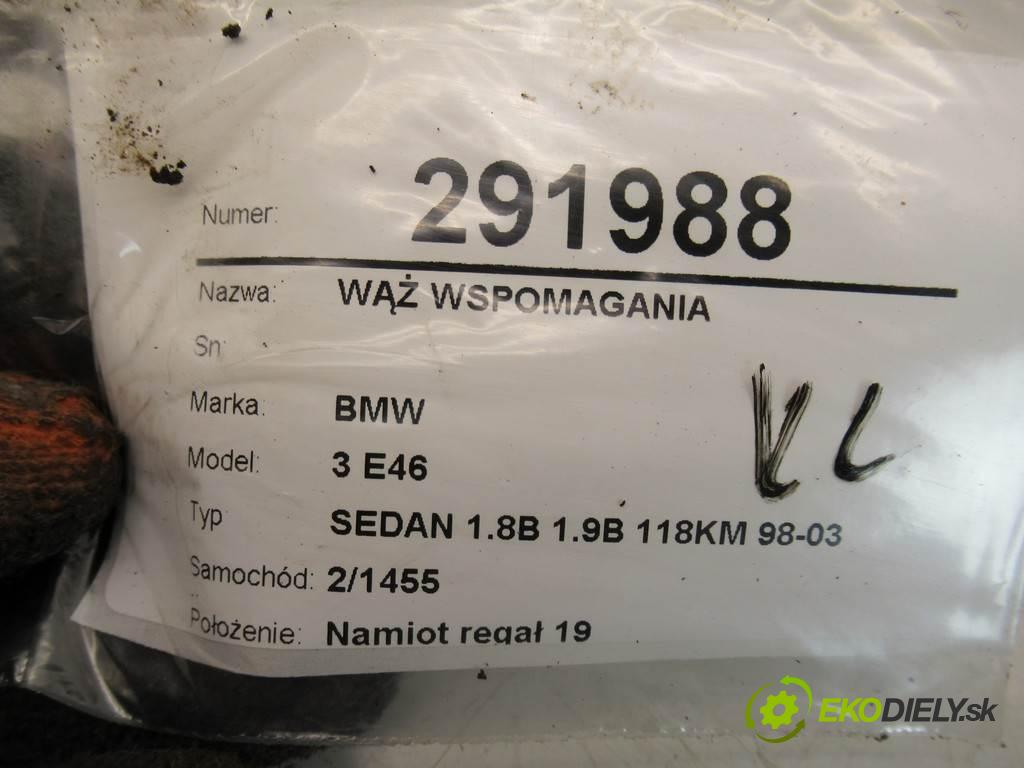 Numer: 291988
Nazwa: WĄŻ WSPOMAGANIA
Sn:
Marka: BMW
Model: 3 E46
Typ SEDAN 1.8B 1.9B 118KM 98-03
Samochód: 2/1455
Położenie: Namiot regał 19
EKODIELY.sk